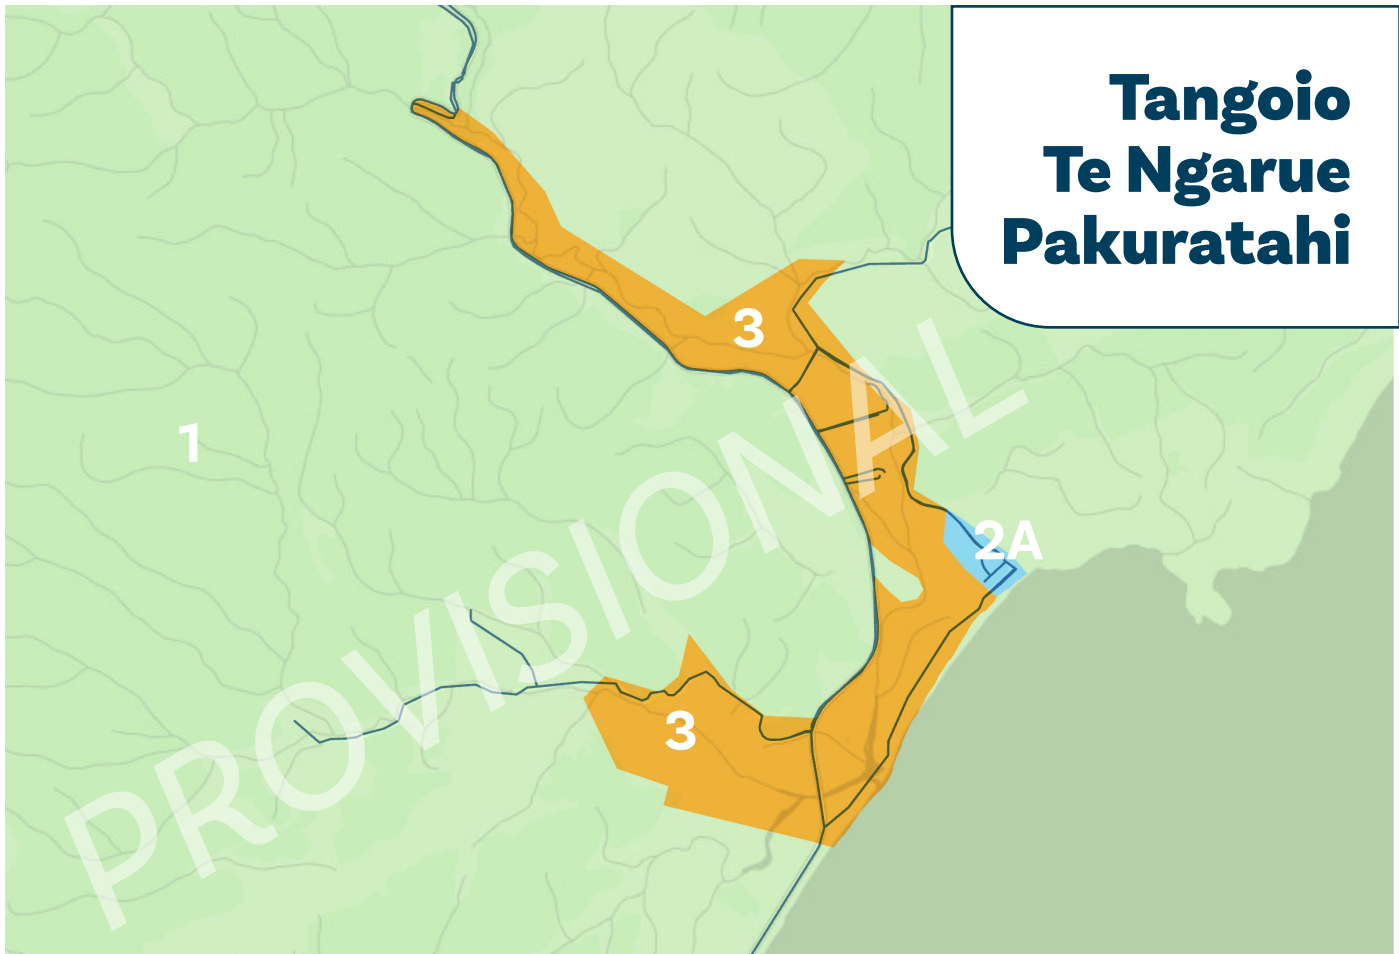 Tangoio
Te Ngarue
Pakuratahi
3
1
2A
3
PROVISIONAL